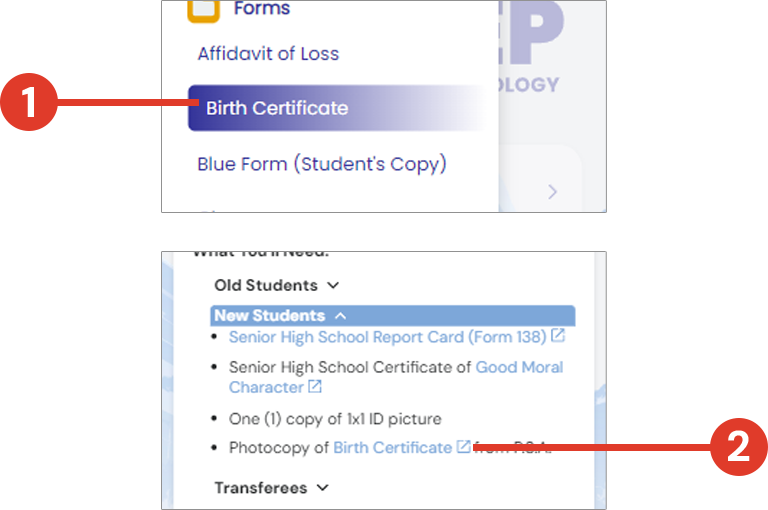 Forms
Affidavit of Loss
1
Birth Certificate
OLOGY
Blue Form (Student's Copy)
What You'll Need:
Old Students
New Students
• Senior High School Report Card (Form 138)
• Senior High School Certificate of Good Moral
Character
• One (1) copy of 1x1 ID picture
• Photocopy of Birth Certificate from P.S.A.
2
Transferees